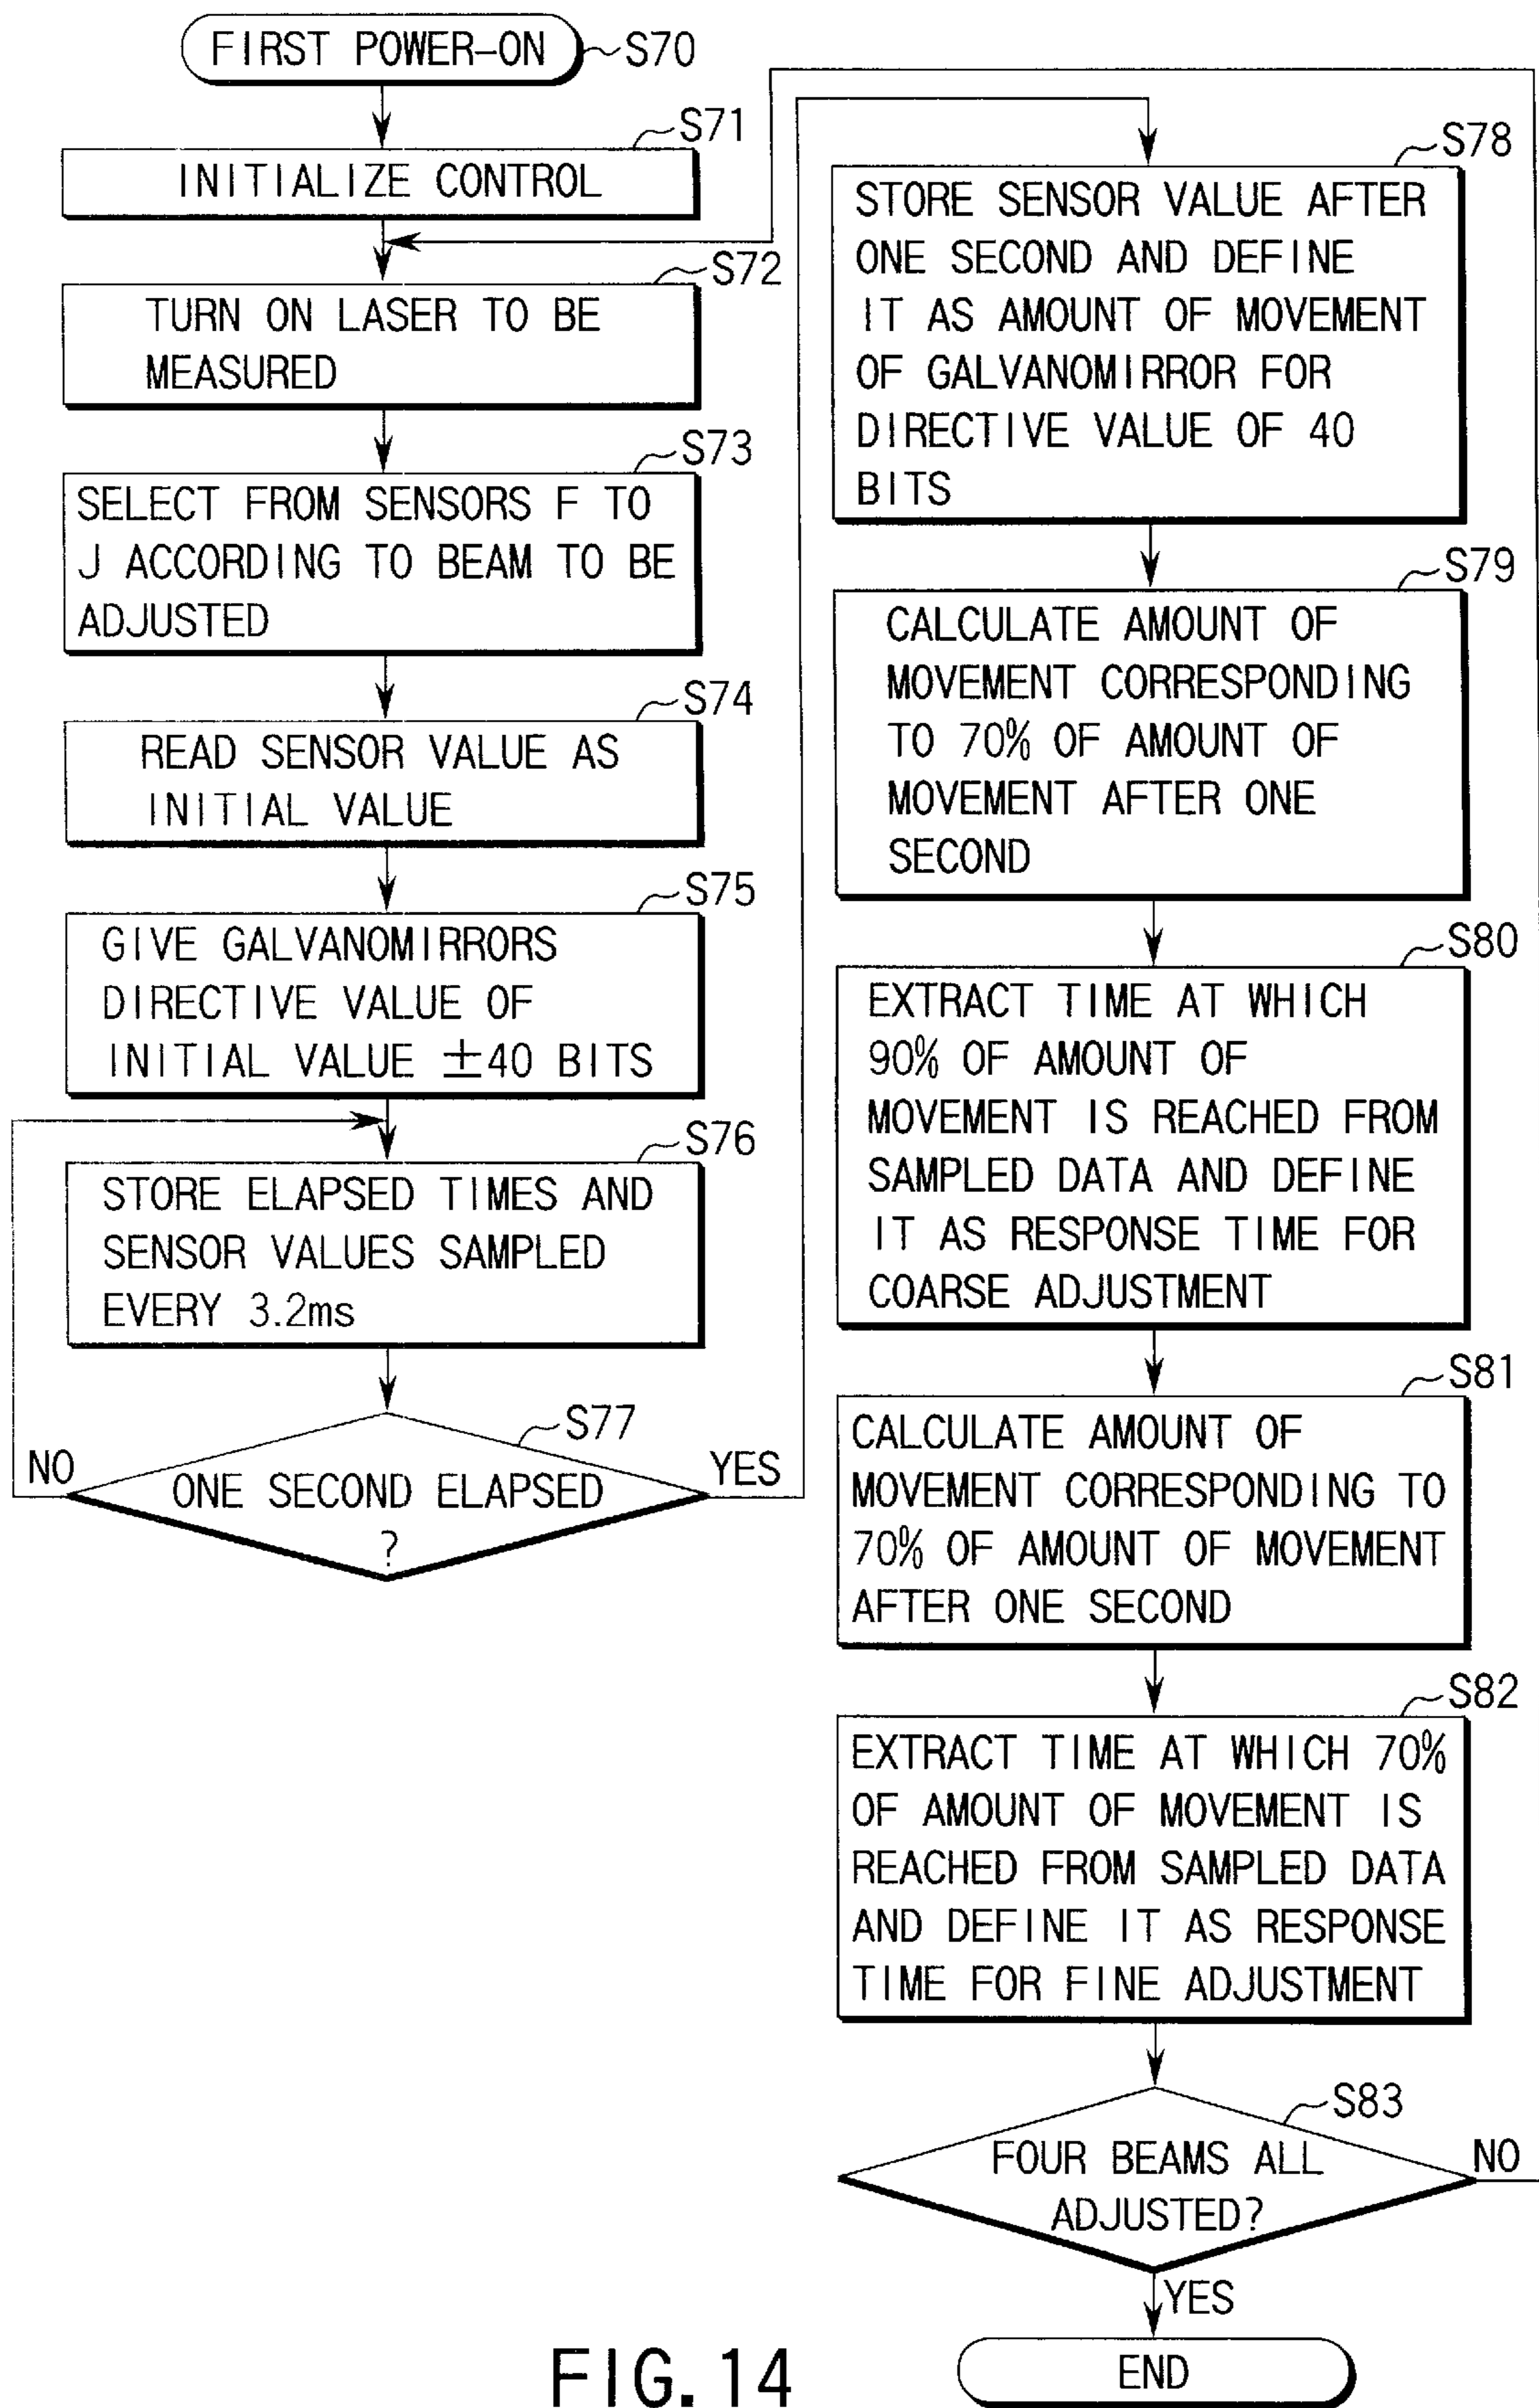 FIRST POWER-ON
S70
S71
INITIALIZE CONTROL
S72
TURN ON LASER TO BE
MEASURED
S73
SELECT FROM SENSORS F TO
J ACCORDING TO BEAM TO BE
ADJUSTED
S74
READ SENSOR VALUE AS
INITIAL VALUE
S75
GIVE GALVANOMIRRORS
DIRECTIVE VALUE OF
INITIAL VALUE ±40 BITS
S76
STORE ELAPSED TIMES AND
SENSOR VALUES SAMPLED
EVERY 3.2ms
S77
NO
YES
ONE SECOND ELAPSED
?
S78
STORE SENSOR VALUE AFTER
ONE SECOND AND DEFINE
IT AS AMOUNT OF MOVEMENT
OF GALVANOMIRROR FOR
DIRECTIVE VALUE OF 40
BITS
S79
CALCULATE AMOUNT OF
MOVEMENT CORRESPONDING
TO 70% OF AMOUNT OF
MOVEMENT AFTER ONE
SECOND
S80
EXTRACT TIME AT WHICH
90% OF AMOUNT OF
MOVEMENT IS REACHED FROM
SAMPLED DATA AND DEFINE
IT AS RESPONSE TIME FOR
COARSE ADJUSTMENT
S81
CALCULATE AMOUNT OF
MOVEMENT CORRESPONDING TO
70% OF AMOUNT OF MOVEMENT
AFTER ONE SECOND
S82
EXTRACT TIME AT WHICH 70%
OF AMOUNT OF MOVEMENT IS
REACHED FROM SAMPLED DATA
AND DEFINE IT AS RESPONSE
TIME FOR FINE ADJUSTMENT
S83
FOUR BEAMS ALL
ADJUSTED?
NO
YES
END
FIG. 14